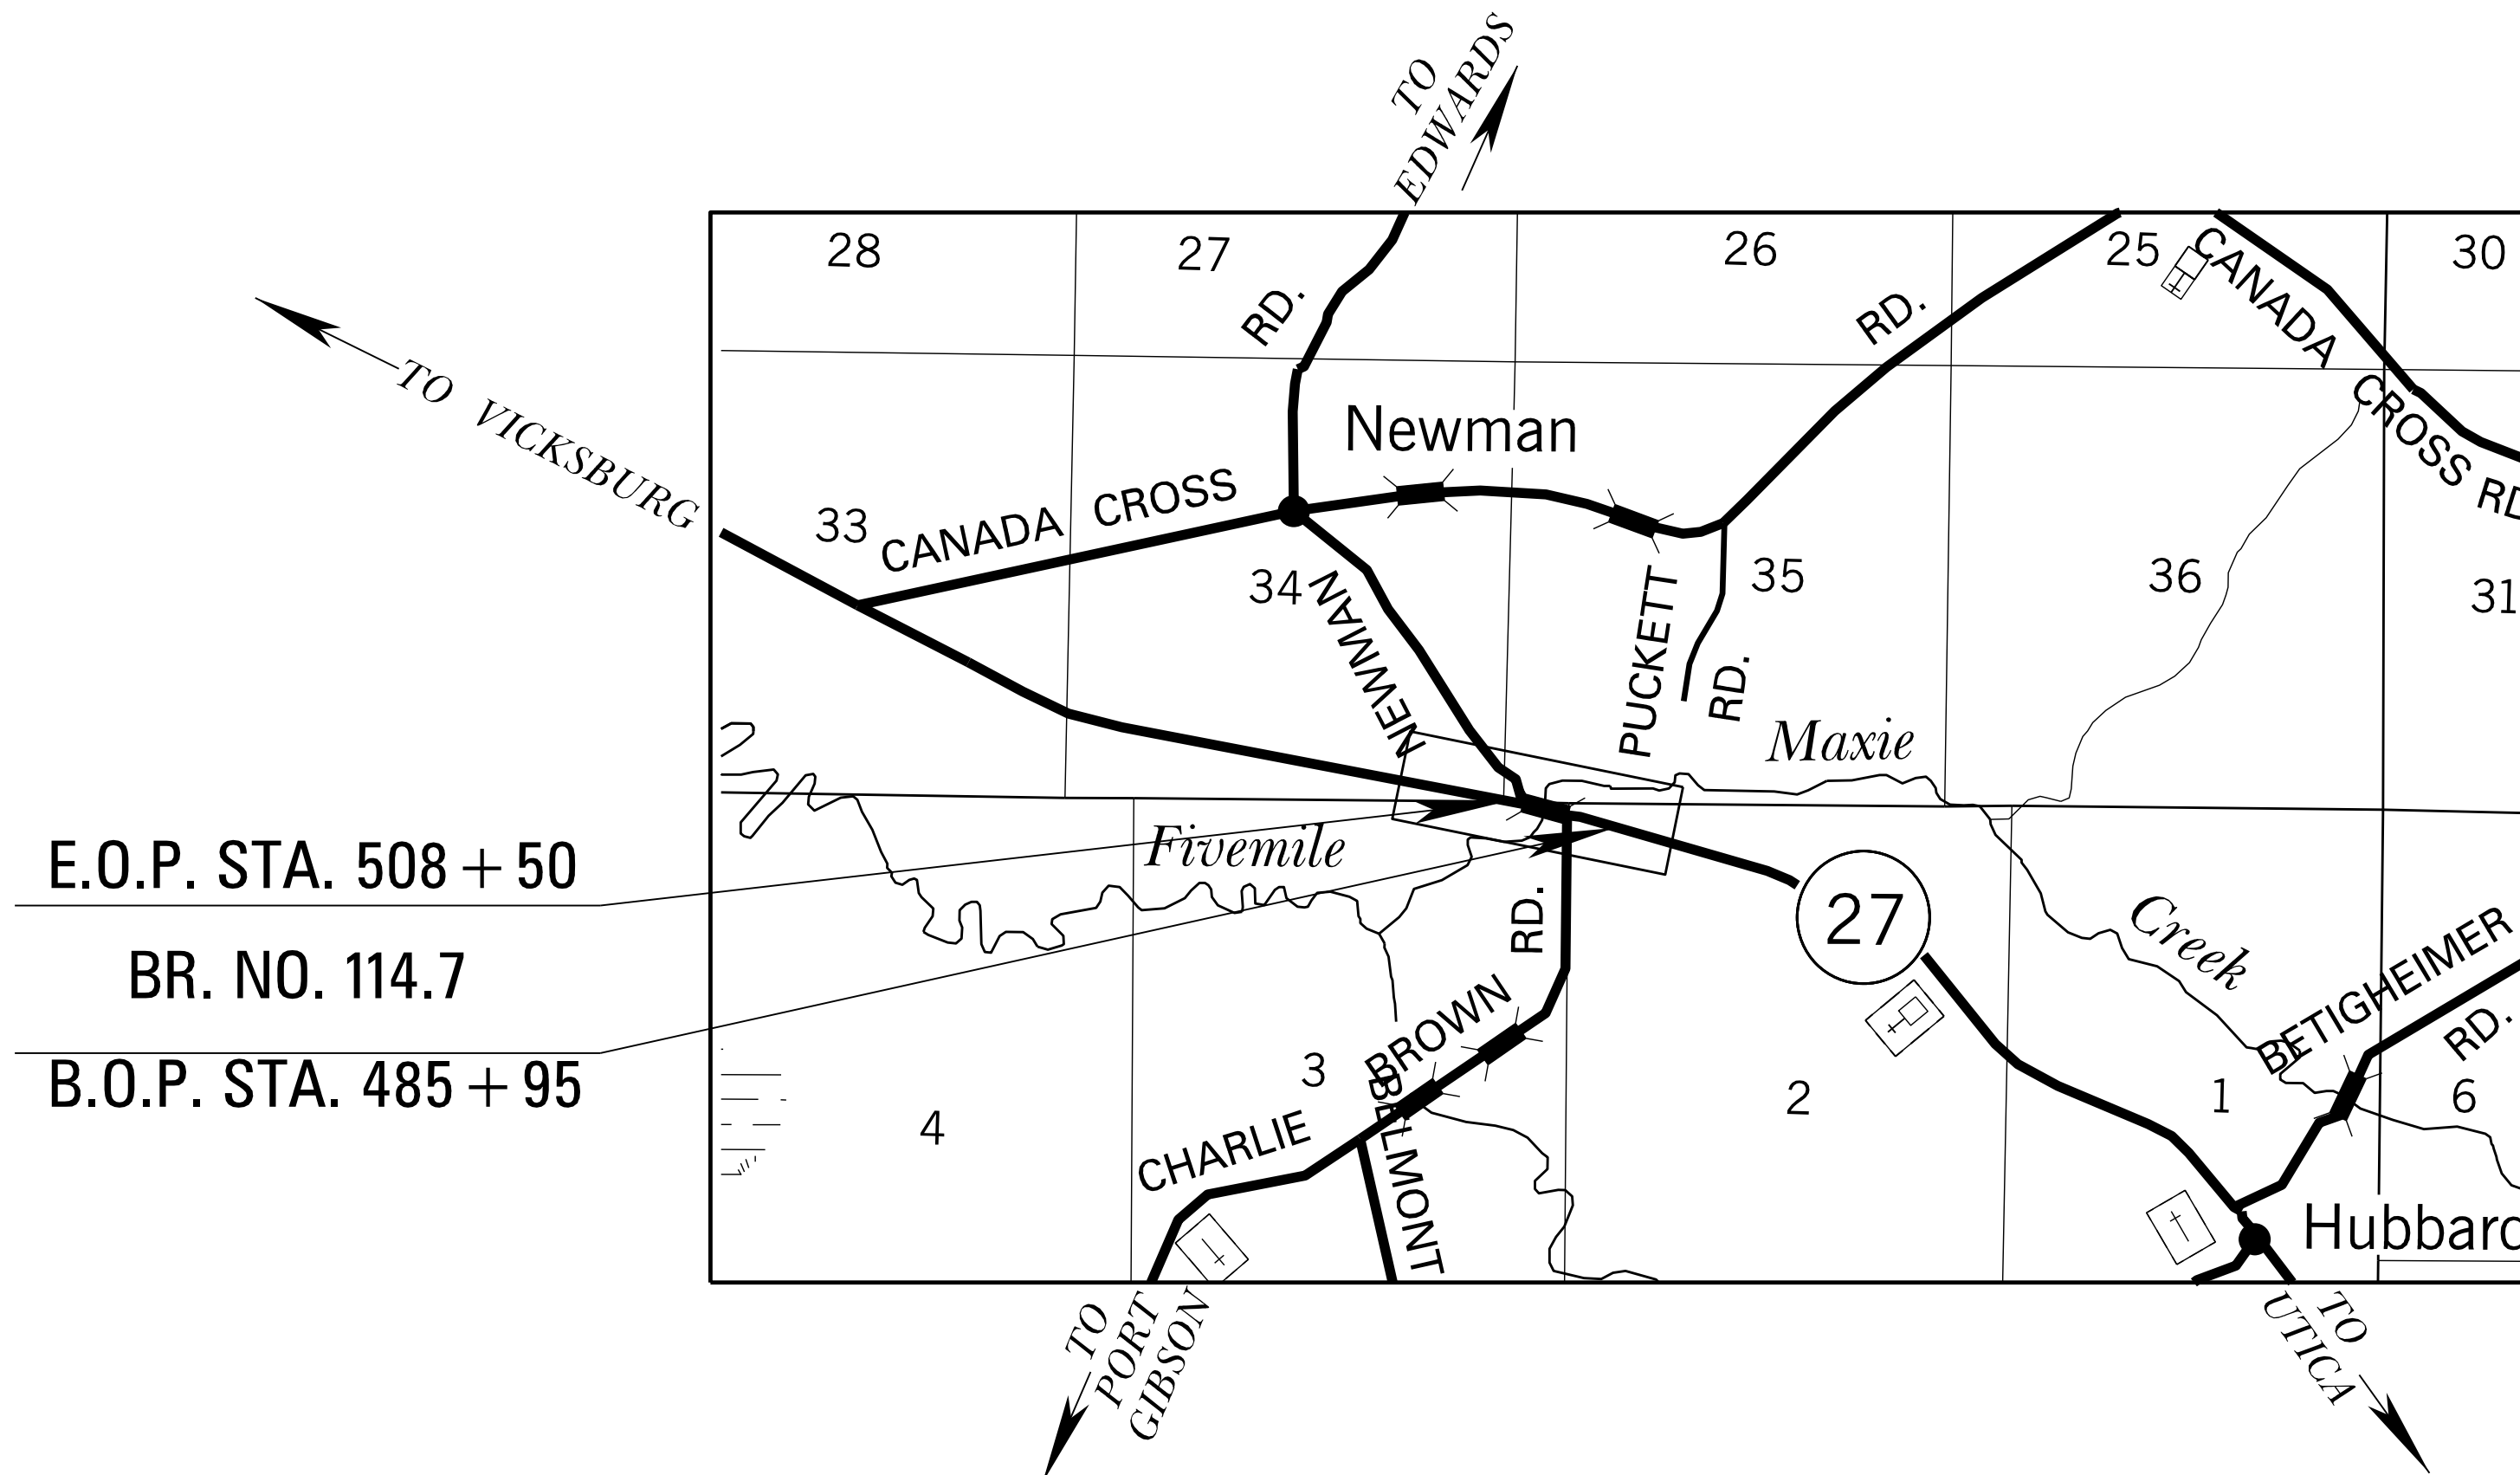 TO
EDWARDS
28
27
26
25
30
CANADA
CROSS
RD.
RD.
RD.
TO VICKSBURG
Newman
33
CANADA CROSS
34
NEWMAN
35
PUCKETT
RD.
36
31
Maxie
E.O.P. STA. 508+50
Fivemile
BR. NO. 114.7
B.O.P. STA. 485+95
RD.
27
Creek
BETIGHEIMER
RD.
4
3
CHARLIE BROWN
BELMONT
2
1
6
Hubbard
TO
PORT
GIBSON
TO
UTICA